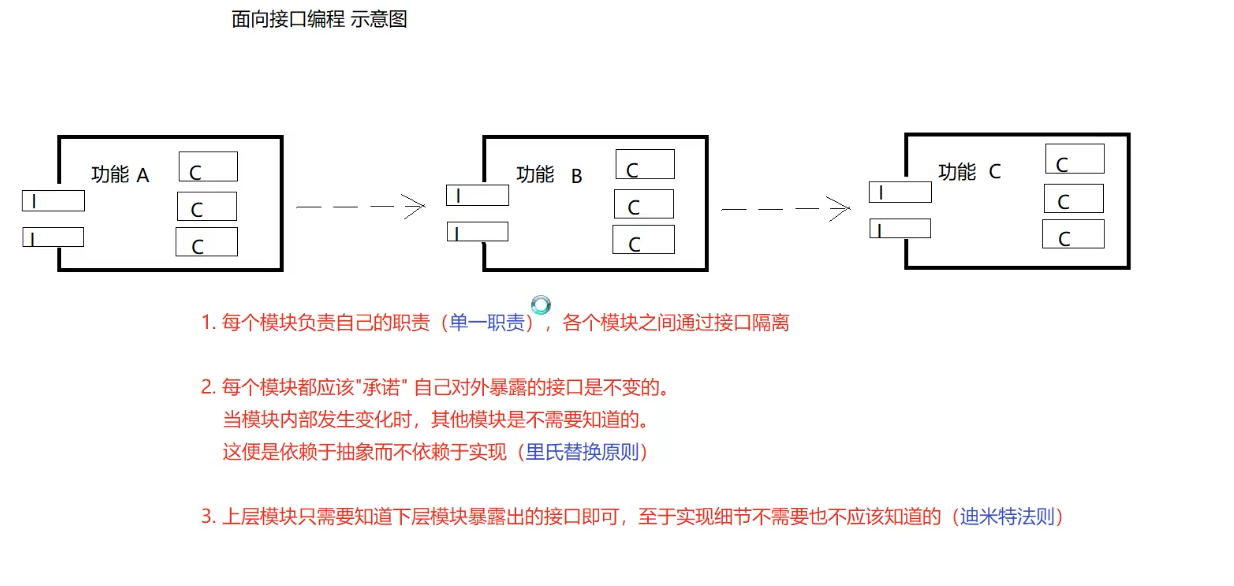 面向接口编程 示意图
功能 A
C
C
C
I
I
功能 B
C
C
C
I
I
功能 C
C
C
C
I
I
1. 每个模块负责自己的职责（单一职责），各个模块之间通过接口隔离
2. 每个模块都应该"承诺" 自己对外暴露的接口是不变的。
当模块内部发生变化时，其他模块是不需要知道的。
这便是依赖于抽象而不依赖于实现（里氏替换原则）
3. 上层模块只需要知道下层模块暴露出的接口即可，至于实现细节不需要也不应该知道的（迪米特法则）